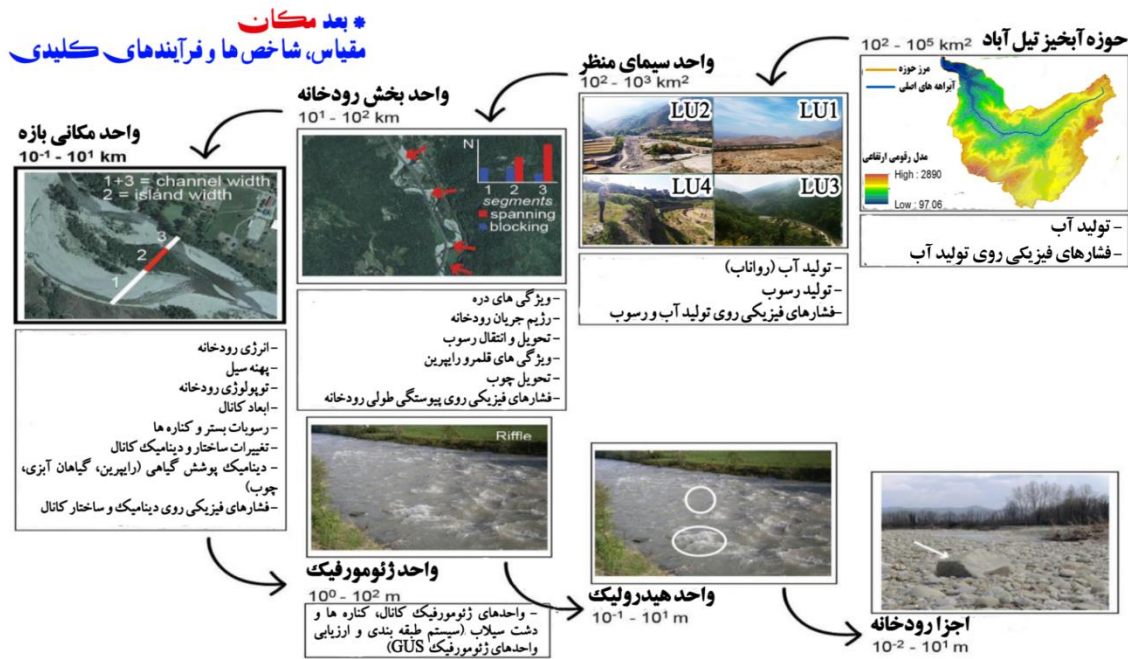 * بعد مکان
مقیاس، شاخص ها و فرآیندهای کلیدی
حوزه آبخیز تیل آباد
10² - 10⁵ km²
مرز حوزه
آبراهه های اصلی
مدل رقومی ارتفاعی
High : 2890
Low : 97.06
- تولید آب
- فشارهای فیزیکی روی تولید آب
واحد سیمای منظر
10² - 10³ km²
LU2
LU1
LU4
LU3
- تولید آب (رواناب)
- تولید رسوب
-فشارهای فیزیکی روی تولید آب و رسوب
واحد بخش رودخانه
10¹ - 10² km
N
1 2 3
segments
spanning
blocking
- ویژگی های دره
- رژیم جریان رودخانه
- تحویل و انتقال رسوب
- ویژگی های قلمرو رایپرین
- تحویل چوب
- فشارهای فیزیکی روی پیوستگی طولی رودخانه
واحد مکانی بازه
10⁻¹ - 10¹ km
1+3 = channel width
2 = island width
3
2
1
- انرژی رودخانه
- پهنه سیل
- توپولوژی رودخانه
- ابعاد کانال
- رسوبات بستر و کناره ها
- تغییرات ساختار و دینامیک کانال
- دینامیک پوشش گیاهی (رایپرین، گیاهان آبزی،
چوب)
-فشارهای فیزیکی روی دینامیک و ساختار کانال
Riffle
واحد ژئومورفیک
10⁰ - 10² m
- واحدهای ژئومورفیک کانال، کناره ها و
دشت سیلاب (سیستم طبقه بندی و ارزیابی
واحدهای ژئومورفیک GUS)
واحد هیدرولیک
10⁻¹ - 10¹ m
اجزا رودخانه
10⁻² - 10¹ m